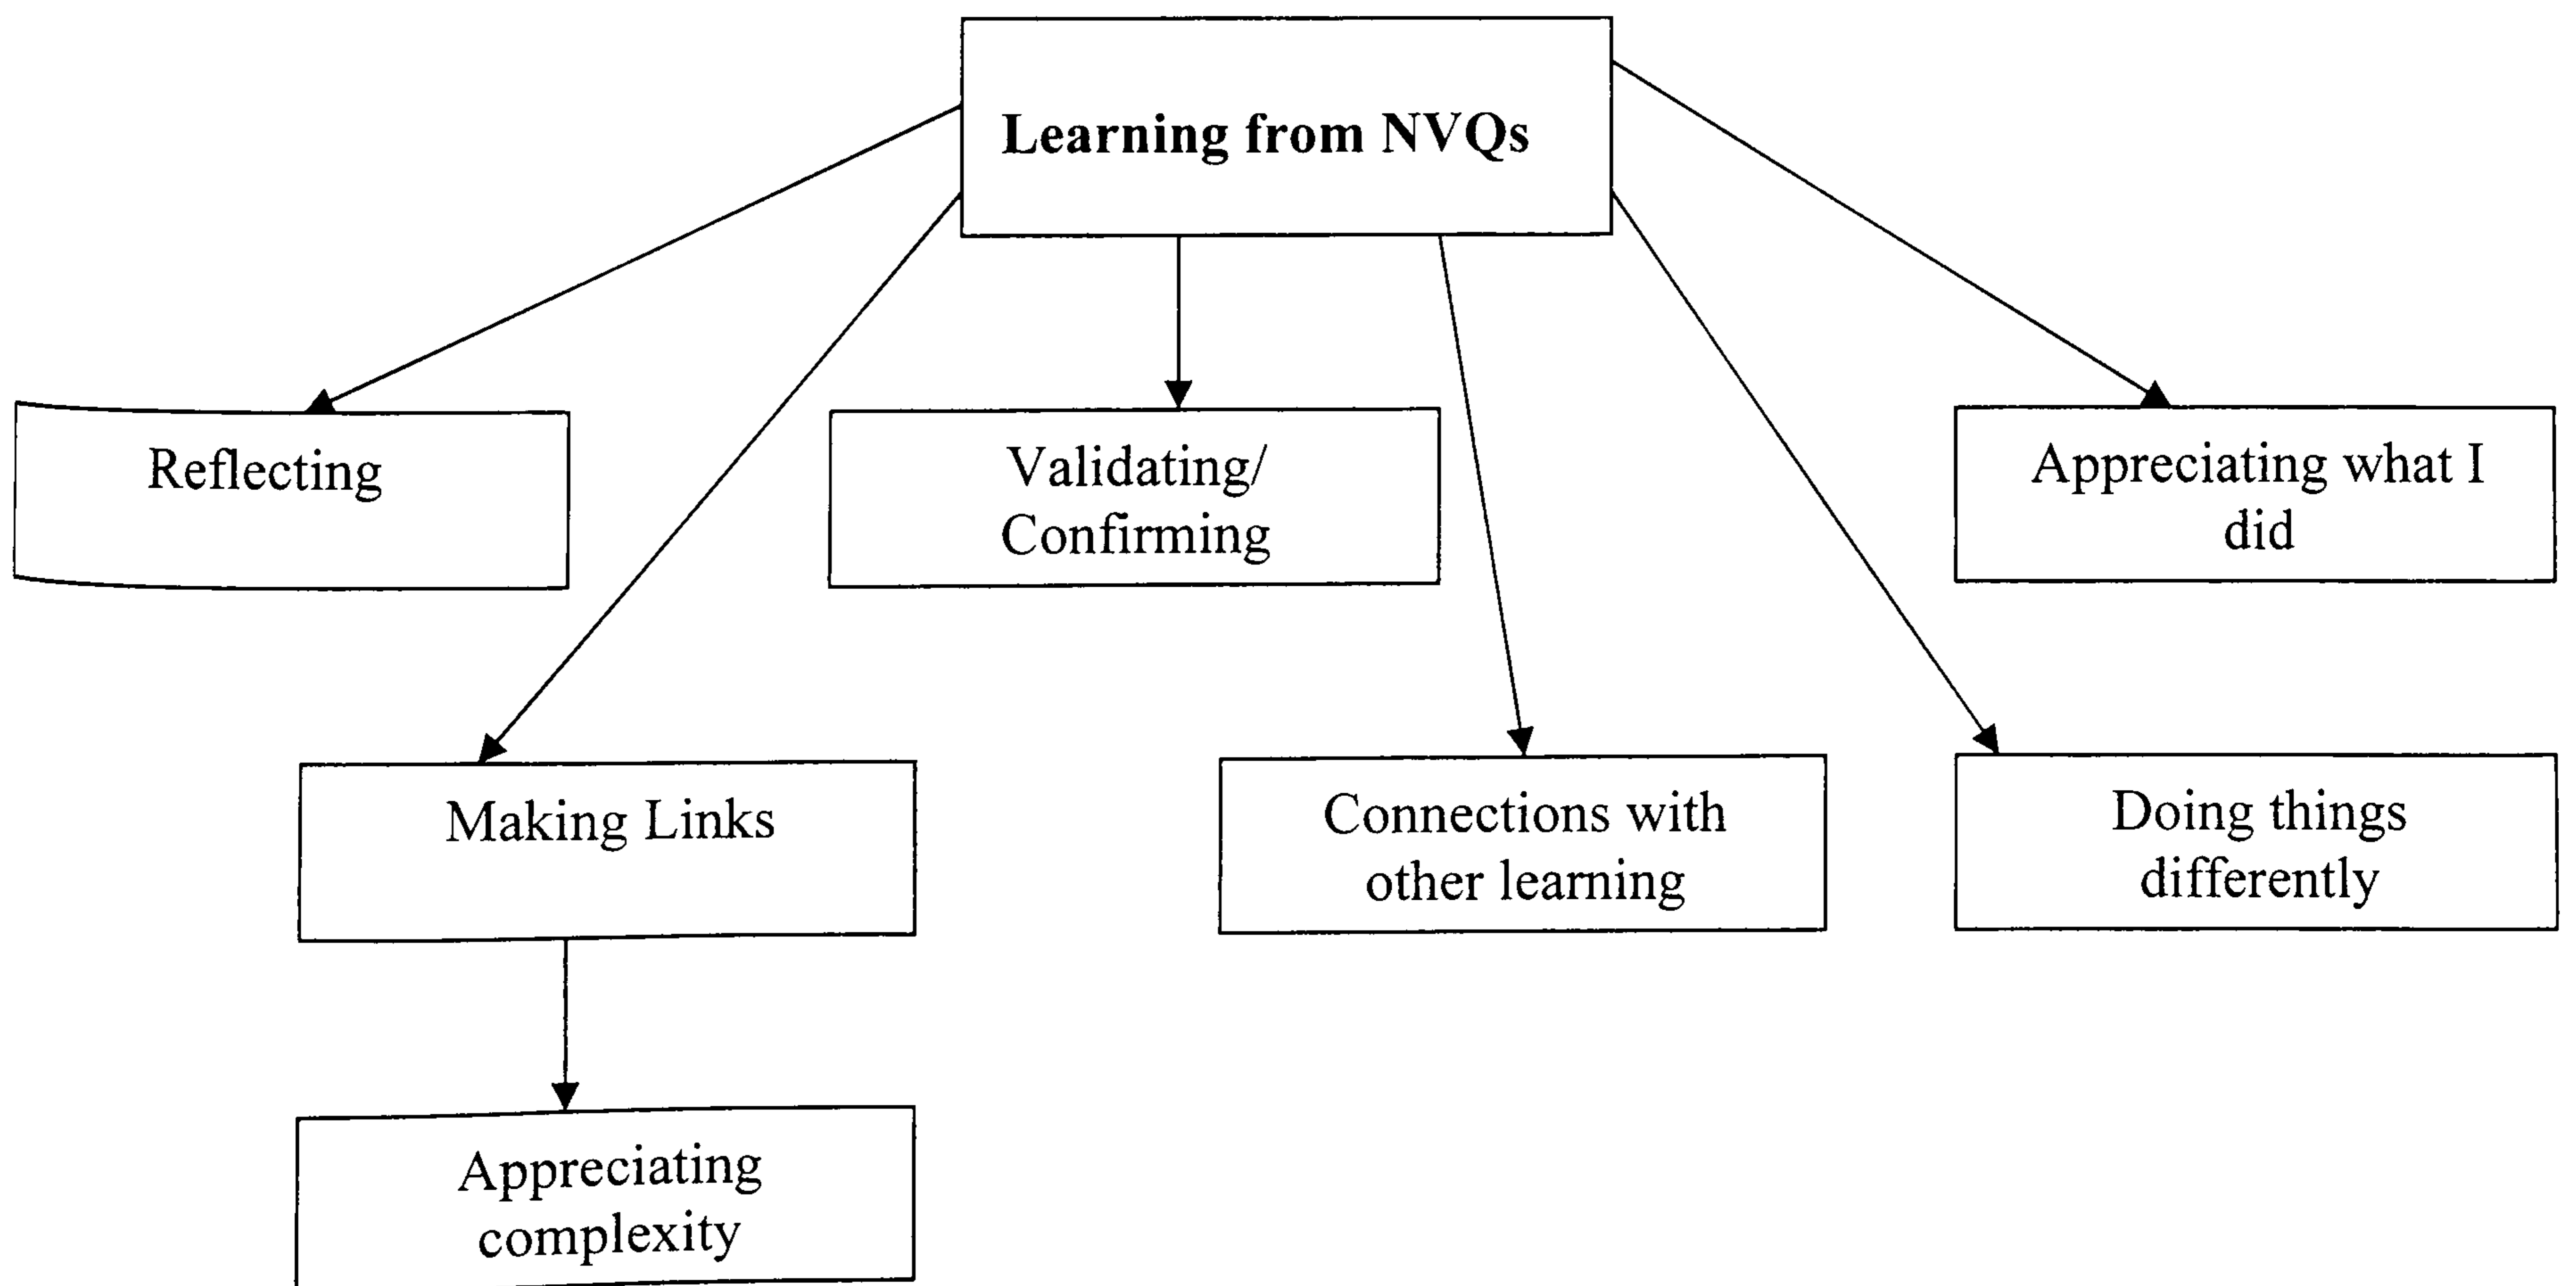 Learning from NVQs
Reflecting
Validating/
Confirming
Appreciating what I
did
Making Links
Connections with
other learning
Doing things
differently
Appreciating
complexity